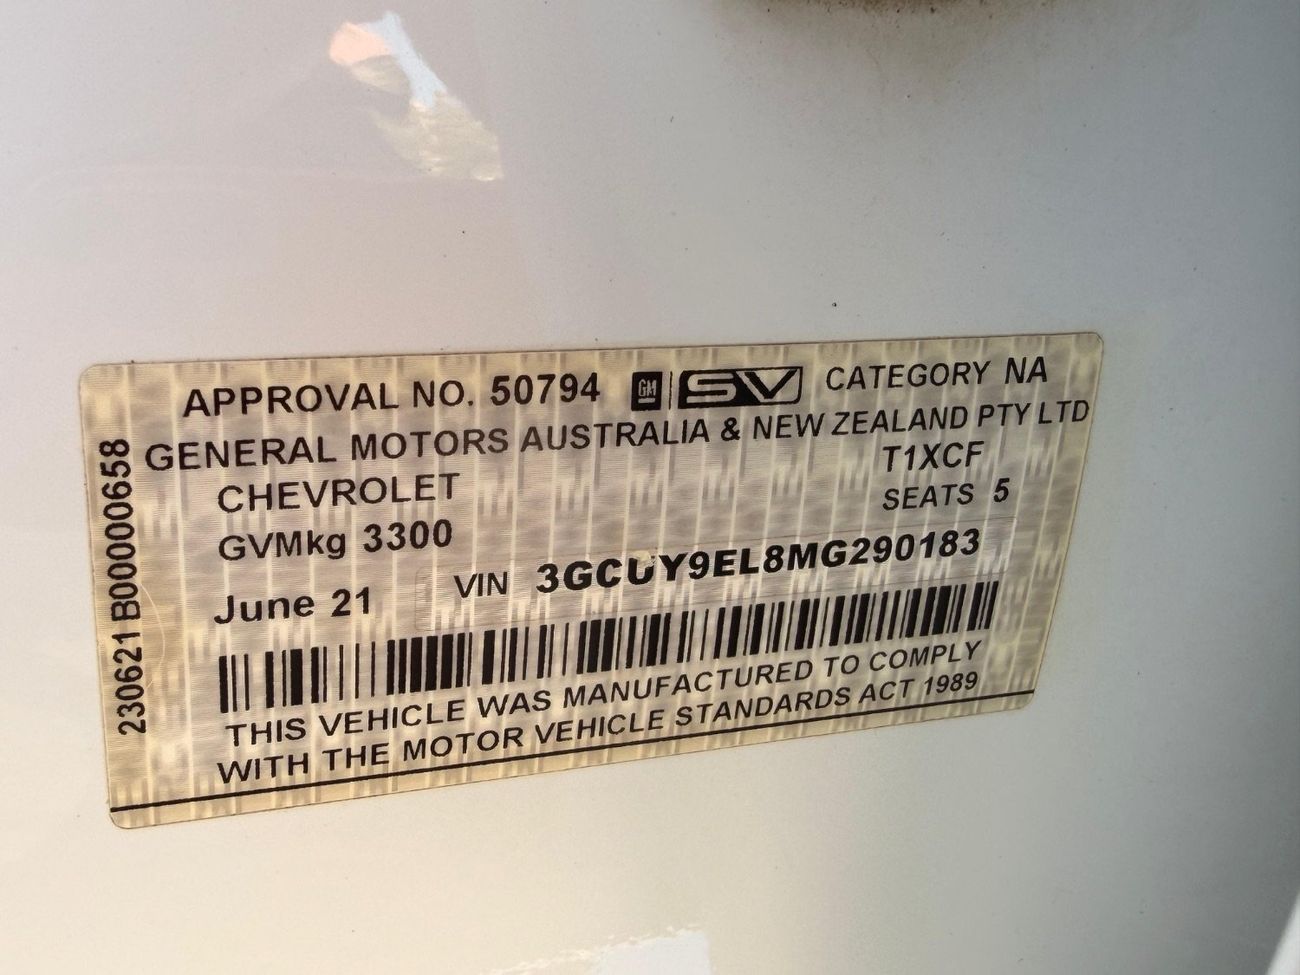 APPROVAL NO. 50794 GM SV CATEGORY NA
GENERAL MOTORS AUSTRALIA & NEW ZEALAND PTY LTD
CHEVROLET T1XCF
GVMkg 3300 SEATS 5
June 21 VIN 3GCUY9EL8MG290183
THIS VEHICLE WAS MANUFACTURED TO COMPLY
WITH THE MOTOR VEHICLE STANDARDS ACT 1989
230621 B00000658